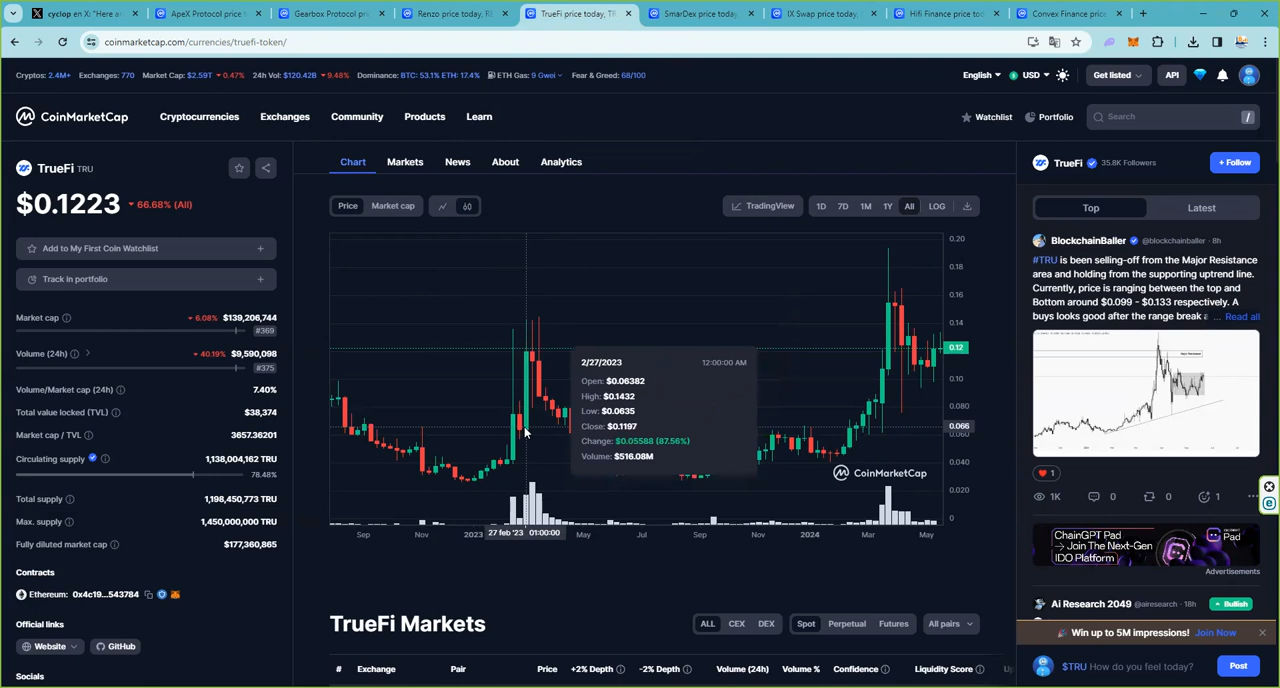 cyclop en X: "Here a
ApeX Protocol price t
Gearbox Protocol pri
Renzo price today, RE
TrueFi price today, TR
SmarDex price today,
IX Swap price today,
Hifi Finance price tod
Convex Finance price
coinmarketcap.com/currencies/truefi-token/
Cryptos: 2.4M+ Exchanges: 770 Market Cap: $2.59T 0.47% 24h Vol: $120.42B 9.48% Dominance: BTC: 53.1% ETH: 17.4% ETH Gas: 9 Gwei Fear & Greed: 68/100
English USD Get listed API
CoinMarketCap Cryptocurrencies Exchanges Community Products Learn
Watchlist Portfolio Search /
TrueFi TRU
$0.1223 66.68% (All)
Add to My First Coin Watchlist
Track in portfolio
Market cap 6.08% $139,206,744
#369
Volume (24h) 40.19% $9,590,098
#375
Volume/Market cap (24h) 7.40%
Total value locked (TVL) $38,374
Market cap / TVL 3657.36201
Circulating supply 1,138,004,162 TRU
78.48%
Total supply 1,198,450,773 TRU
Max. supply 1,450,000,000 TRU
Fully diluted market cap $177,360,865
Contracts
Ethereum: 0x4c19...543784
Official links
Website GitHub
Socials
Chart Markets News About Analytics
Price Market cap
TradingView 1D 7D 1M 1Y All LOG
0.20
0.18
0.16
0.14
0.12
0.10
0.080
0.066
0.060
0.040
0.020
0
2/27/2023 12:00:00 AM
Open: $0.06382
High: $0.1432
Low: $0.0635
Close: $0.1197
Change: $0.05588 (87.56%)
Volume: $516.08M
CoinMarketCap
Sep Nov 2023 27 feb '23 01:00:00 May Jul Sep Nov 2024 Mar May
TrueFi Markets
ALL CEX DEX Spot Perpetual Futures All pairs
# Exchange Pair Price +2% Depth -2% Depth Volume (24h) Volume % Confidence Liquidity Score
TrueFi 35.8K Followers + Follow
Top Latest
BlockchainBaller @blockchainballer · 8h
#TRU is been selling-off from the Major Resistance
area and holding from the supporting uptrend line.
Currently, price is ranging between the top and
Bottom around $0.099 - $0.133 respectively. A
buys looks good after the range break ... Read all
1
1K 0 0 1
ChainGPT Pad
→ Join The Next-Gen
IDO Platform
Pad
Advertisements
Ai Research 2049 @airesearch · 18h Bullish
Win up to 5M impressions! Join Now
$TRU How do you feel today? Post